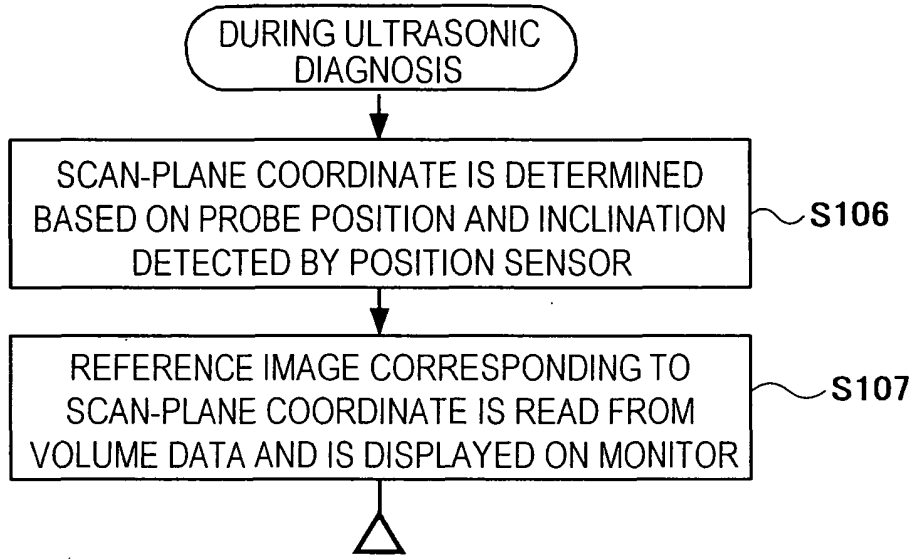 DURING ULTRASONIC
DIAGNOSIS
SCAN-PLANE COORDINATE IS DETERMINED
BASED ON PROBE POSITION AND INCLINATION
DETECTED BY POSITION SENSOR
S106
REFERENCE IMAGE CORRESPONDING TO
SCAN-PLANE COORDINATE IS READ FROM
VOLUME DATA AND IS DISPLAYED ON MONITOR
S107